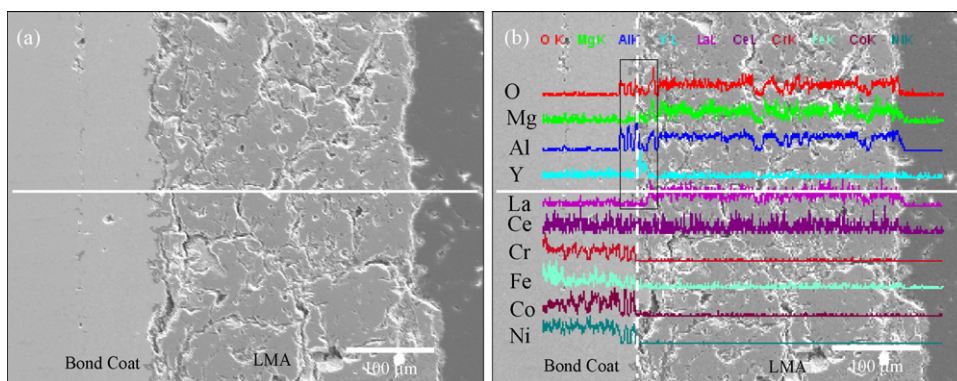 (a)
Bond Coat
LMA
100 µm
(b)
O K MgK AlK LaL CeL CrK FeK CoK NiK
O
Mg
Al
Y
La
Ce
Cr
Fe
Co
Ni
Bond Coat
LMA
100 µm